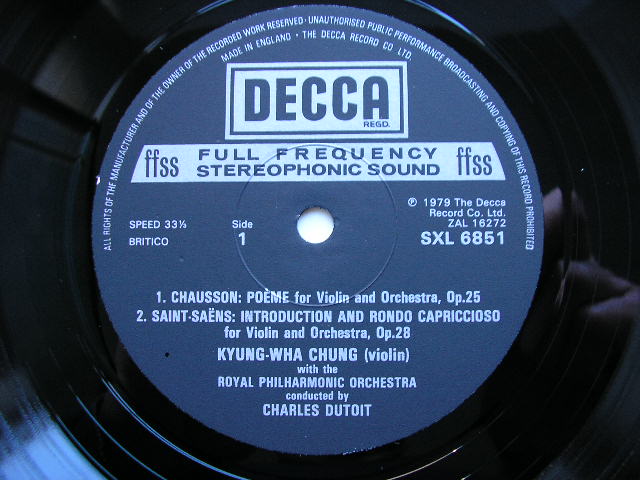 ALL RIGHTS OF THE MANUFACTURER AND OF THE OWNER OF THE RECORDED WORK RESERVED · UNAUTHORISED PUBLIC PERFORMANCE BROADCASTING AND COPYING OF THIS RECORD PROHIBITED
MADE IN ENGLAND · THE DECCA RECORD CO LTD.
DECCA
REGD.
ffss FULL FREQUENCY ffss
STEREOPHONIC SOUND
℗ 1979 The Decca
Record Co. Ltd.
SPEED 33⅓ Side ZAL 16272
BRITICO 1 SXL 6851
1. CHAUSSON: POÈME for Violin and Orchestra, Op.25
2. SAINT-SAËNS: INTRODUCTION AND RONDO CAPRICCIOSO
for Violin and Orchestra, Op.28
KYUNG-WHA CHUNG (violin)
with the
ROYAL PHILHARMONIC ORCHESTRA
conducted by
CHARLES DUTOIT